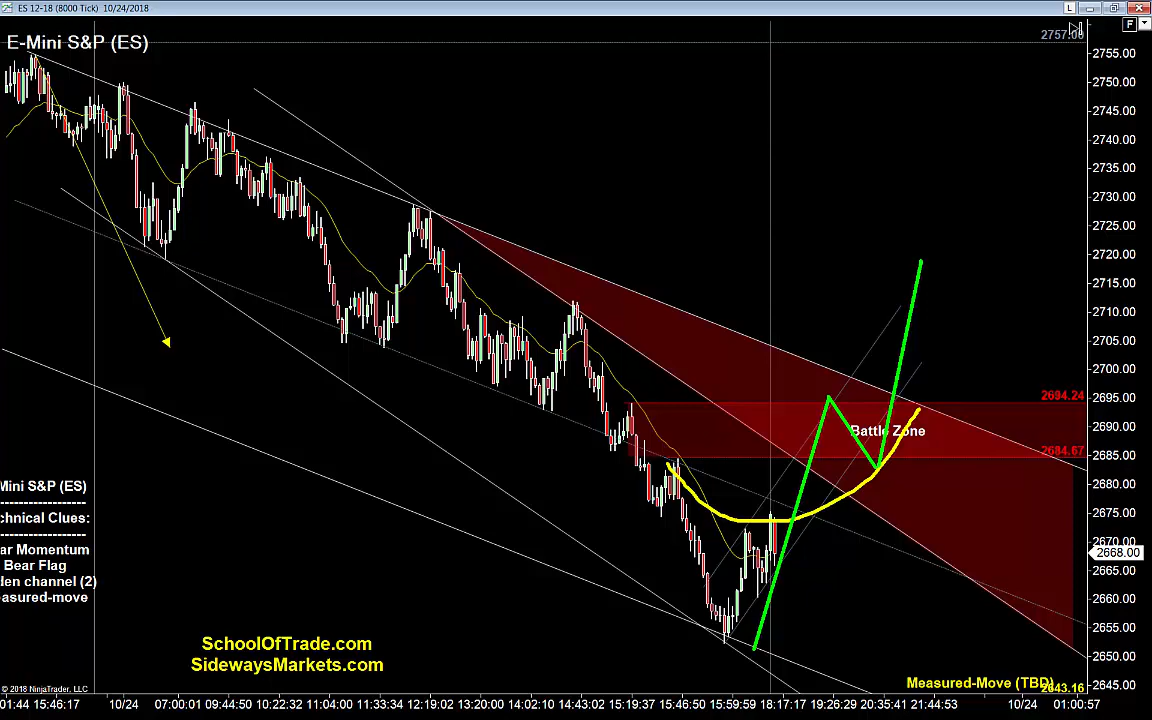 ES 12-18 (8000 Tick) 10/24/2018
L
F
E-Mini S&P (ES)
2757.00
2755.00
2750.00
2745.00
2740.00
2735.00
2730.00
2725.00
2720.00
2715.00
2710.00
2705.00
2700.00
2694.24
2695.00
Battle Zone
2690.00
2684.67
2685.00
2680.00
2675.00
2670.00
2668.00
2665.00
2660.00
2655.00
2650.00
2645.00
Mini S&P (ES)
-----------------
chnical Clues:
-----------------
ar Momentum
Bear Flag
den channel (2)
easured-move
SchoolOfTrade.com
SidewaysMarkets.com
Measured-Move (TBD)
2643.16
© 2018 NinjaTrader, LLC
01:44 15:46:17 10/24 07:00:01 09:44:50 10:22:32 11:04:00 11:33:34 12:19:02 13:20:00 14:02:10 14:43:02 15:19:37 15:46:50 15:59:59 18:17:17 19:26:29 20:35:41 21:44:53 10/24 01:00:57